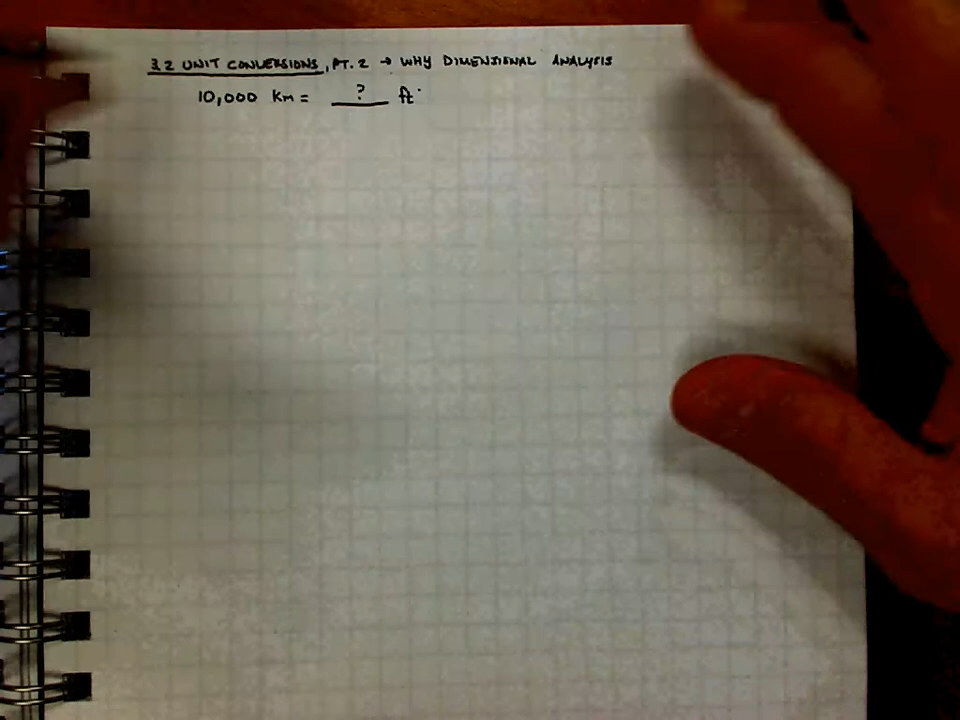 3.2 UNIT CONVERSIONS, PT. 2 → WHY DIMENSIONAL ANALYSIS
10,000 km = ? ft